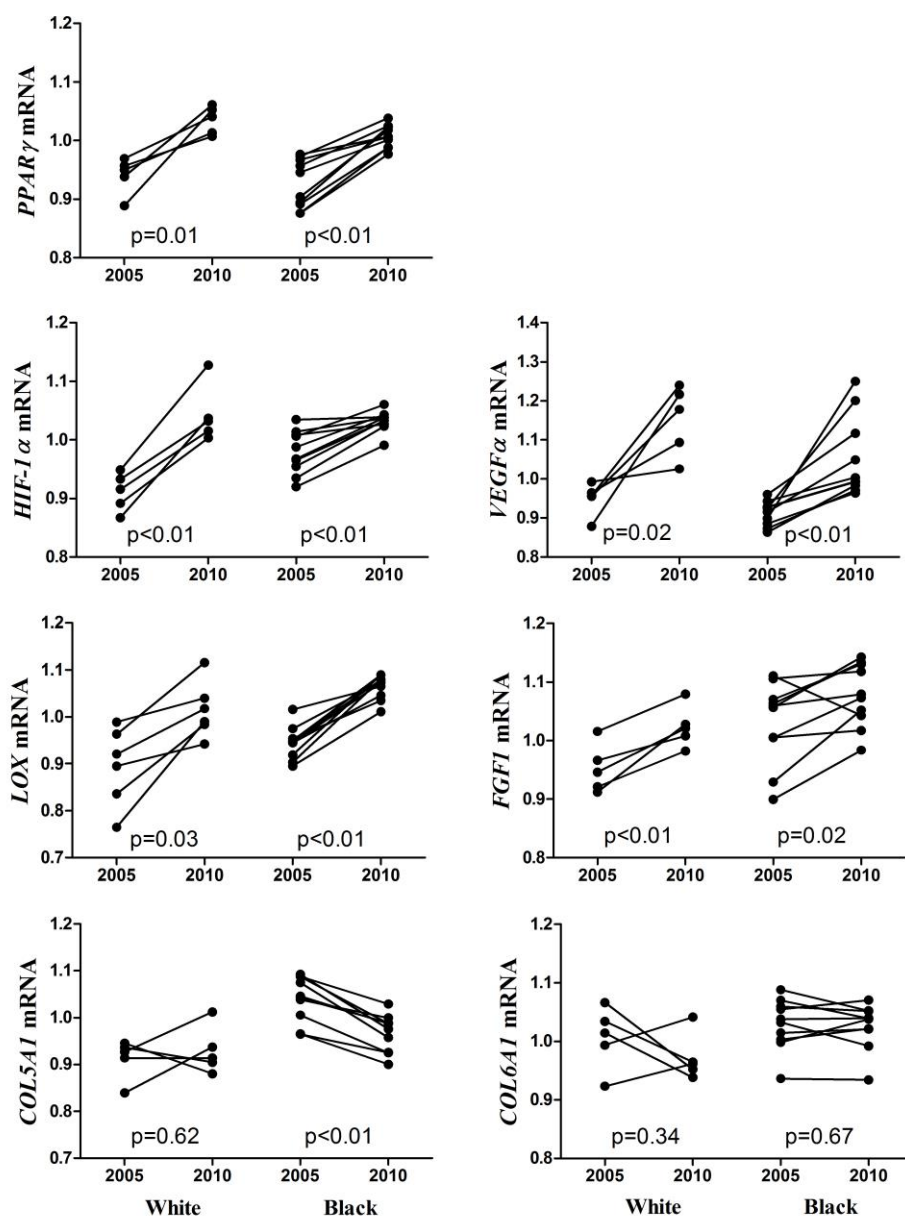 1.2
1.1
1.0
0.9
0.8
PPARγ mRNA
p=0.01
p<0.01
2005 2010 2005 2010
1.2
1.1
1.0
0.9
0.8
HIF-1α mRNA
p<0.01
p<0.01
2005 2010 2005 2010
1.4
1.3
1.2
1.1
1.0
0.9
0.8
VEGFα mRNA
p=0.02
p<0.01
2005 2010 2005 2010
1.2
1.1
1.0
0.9
0.8
0.7
LOX mRNA
p=0.03
p<0.01
2005 2010 2005 2010
1.2
1.1
1.0
0.9
0.8
FGF1 mRNA
p<0.01
p=0.02
2005 2010 2005 2010
1.2
1.1
1.0
0.9
0.8
0.7
COL5A1 mRNA
p=0.62
p<0.01
2005 2010 2005 2010
White Black
1.2
1.1
1.0
0.9
0.8
COL6A1 mRNA
p=0.34
p=0.67
2005 2010 2005 2010
White Black